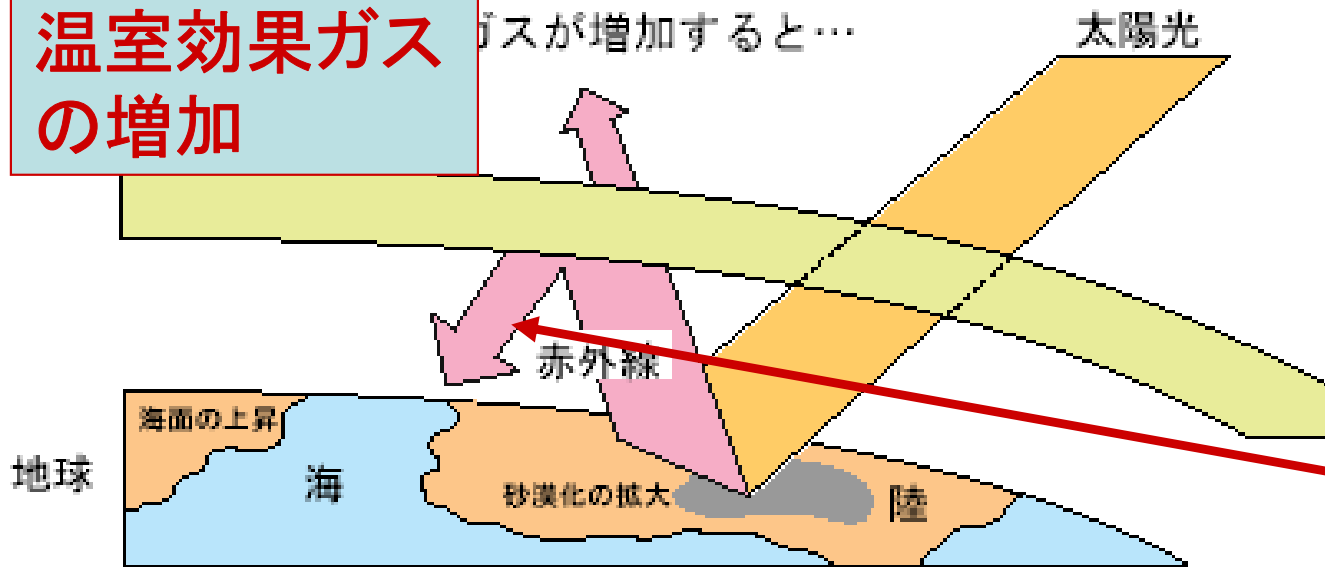 温室効果ガス
の増加
ガスが増加すると…
太陽光
赤外線
海面の上昇
地球
海
砂漠化の拡大
陸